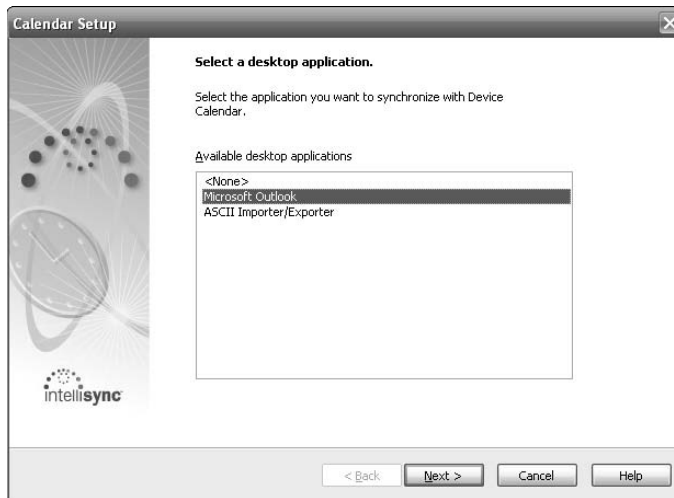 Calendar Setup
Select a desktop application.
Select the application you want to synchronize with Device
Calendar.
Available desktop applications
<None>
Microsoft Outlook
ASCII Importer/Exporter
intellisync
< Back
Next >
Cancel
Help